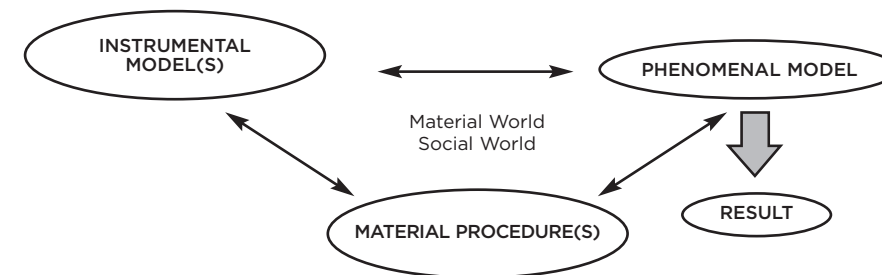 INSTRUMENTAL
MODEL(S)
PHENOMENAL MODEL
Material World
Social World
MATERIAL PROCEDURE(S)
RESULT